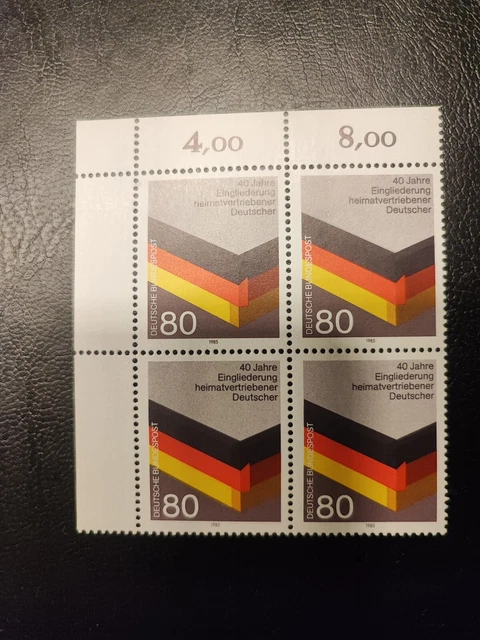 4,00 8,00
40 Jahre
Eingliederung
heimatvertriebener
Deutscher
DEUTSCHE BUNDESPOST
80
1985
40 Jahre
Eingliederung
heimatvertriebener
Deutscher
DEUTSCHE BUNDESPOST
80
1985
40 Jahre
Eingliederung
heimatvertriebener
Deutscher
DEUTSCHE BUNDESPOST
80
1985
40 Jahre
Eingliederung
heimatvertriebener
Deutscher
DEUTSCHE BUNDESPOST
80
1985